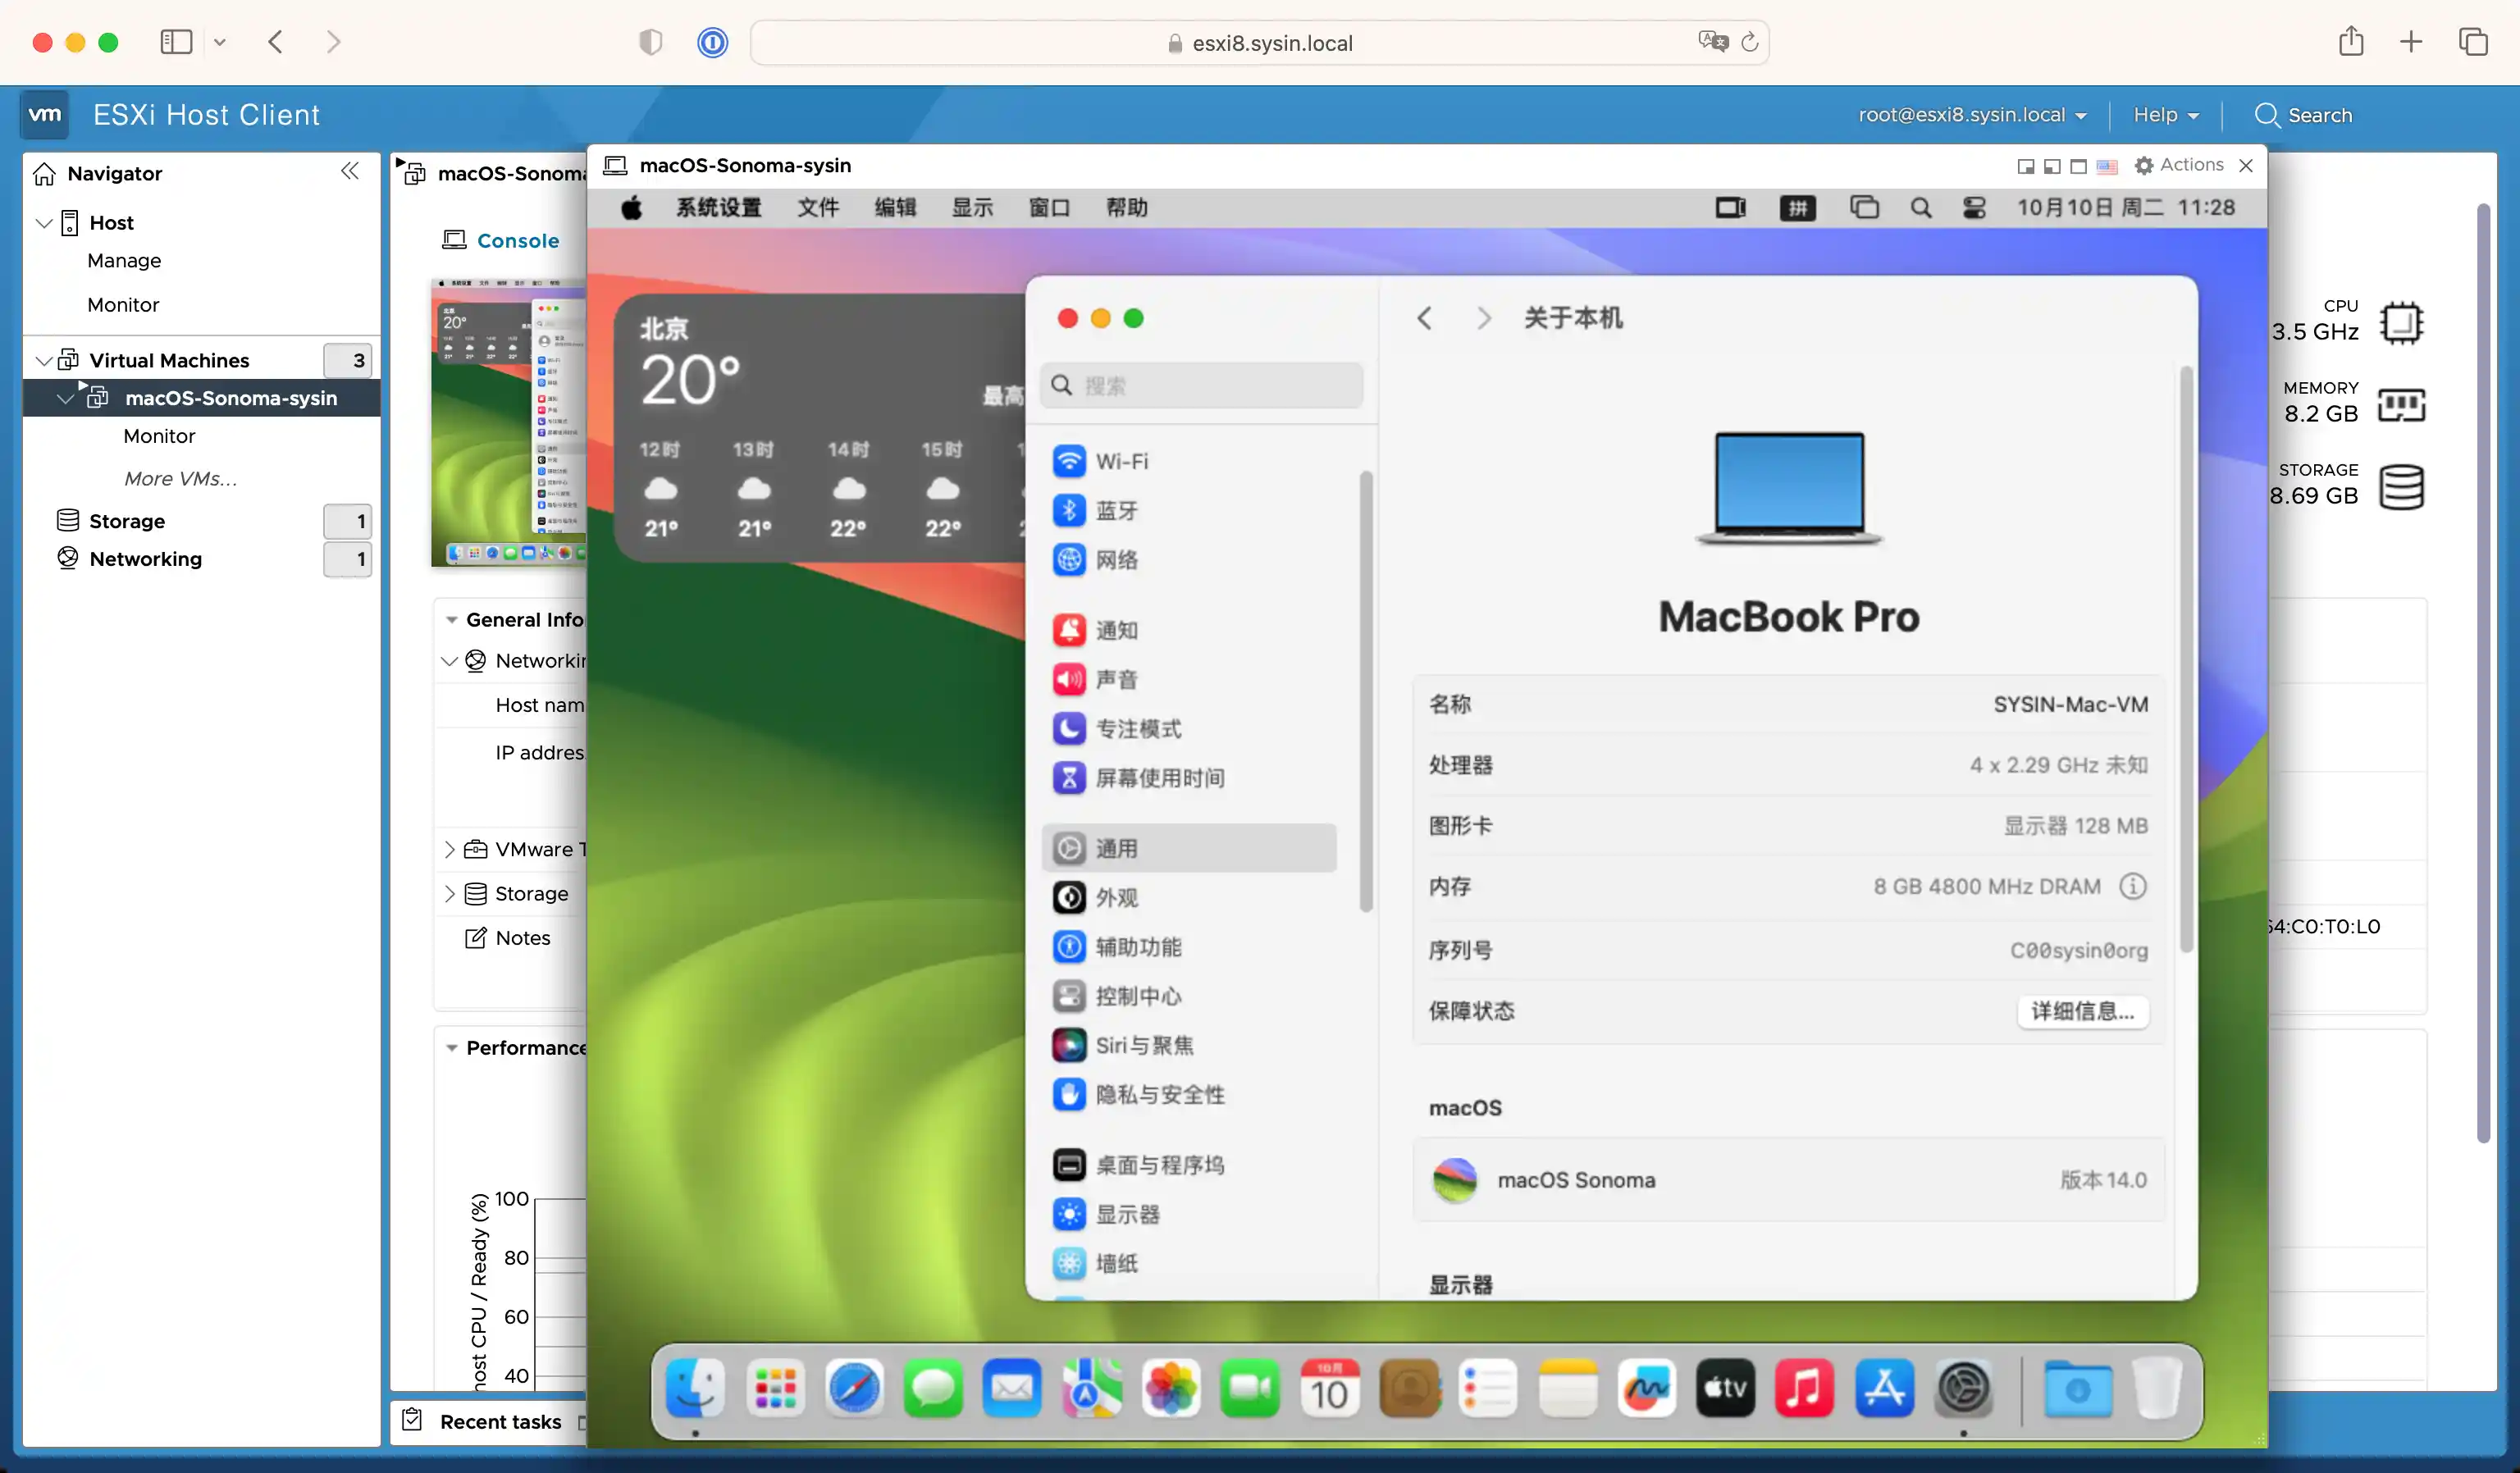 esxi8.sysin.local
vm ESXi Host Client
root@esxi8.sysin.local
Help
Search
Navigator
Host
Manage
Monitor
Virtual Machines 3
macOS-Sonoma-sysin
Monitor
More VMs...
Storage 1
Networking 1
macOS-Sonoma
Console
General Info
Networkin
Host nam
IP addres
VMware T
Storage
Notes
Performance
host CPU / Ready (%)
100
80
60
40
Recent tasks
CPU
3.5 GHz
MEMORY
8.2 GB
STORAGE
8.69 GB
64:C0:T0:L0
macOS-Sonoma-sysin
Actions
系统设置 文件 编辑 显示 窗口 帮助
拼
10月10日 周二 11:28
北京
20°
最高
12时 13时 14时 15时
21° 21° 22° 22°
搜索
Wi-Fi
蓝牙
网络
通知
声音
专注模式
屏幕使用时间
通用
外观
辅助功能
控制中心
Siri与聚焦
隐私与安全性
桌面与程序坞
显示器
墙纸
关于本机
MacBook Pro
名称 SYSIN-Mac-VM
处理器 4 x 2.29 GHz 未知
图形卡 显示器 128 MB
内存 8 GB 4800 MHz DRAM
序列号 C00sysin0org
保障状态 详细信息...
macOS
macOS Sonoma 版本 14.0
显示器
10月
10
tv